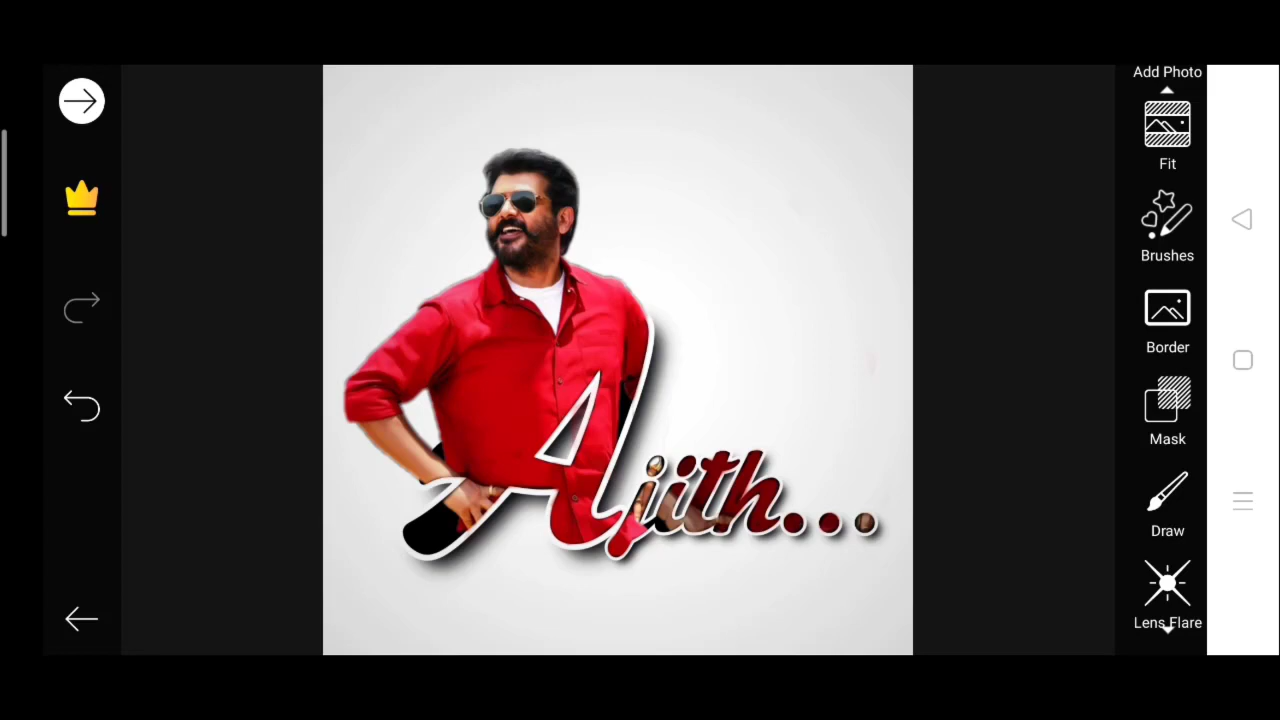 Add Photo
Fit
Brushes
Border
Mask
Draw
Lens Flare
Ajith...